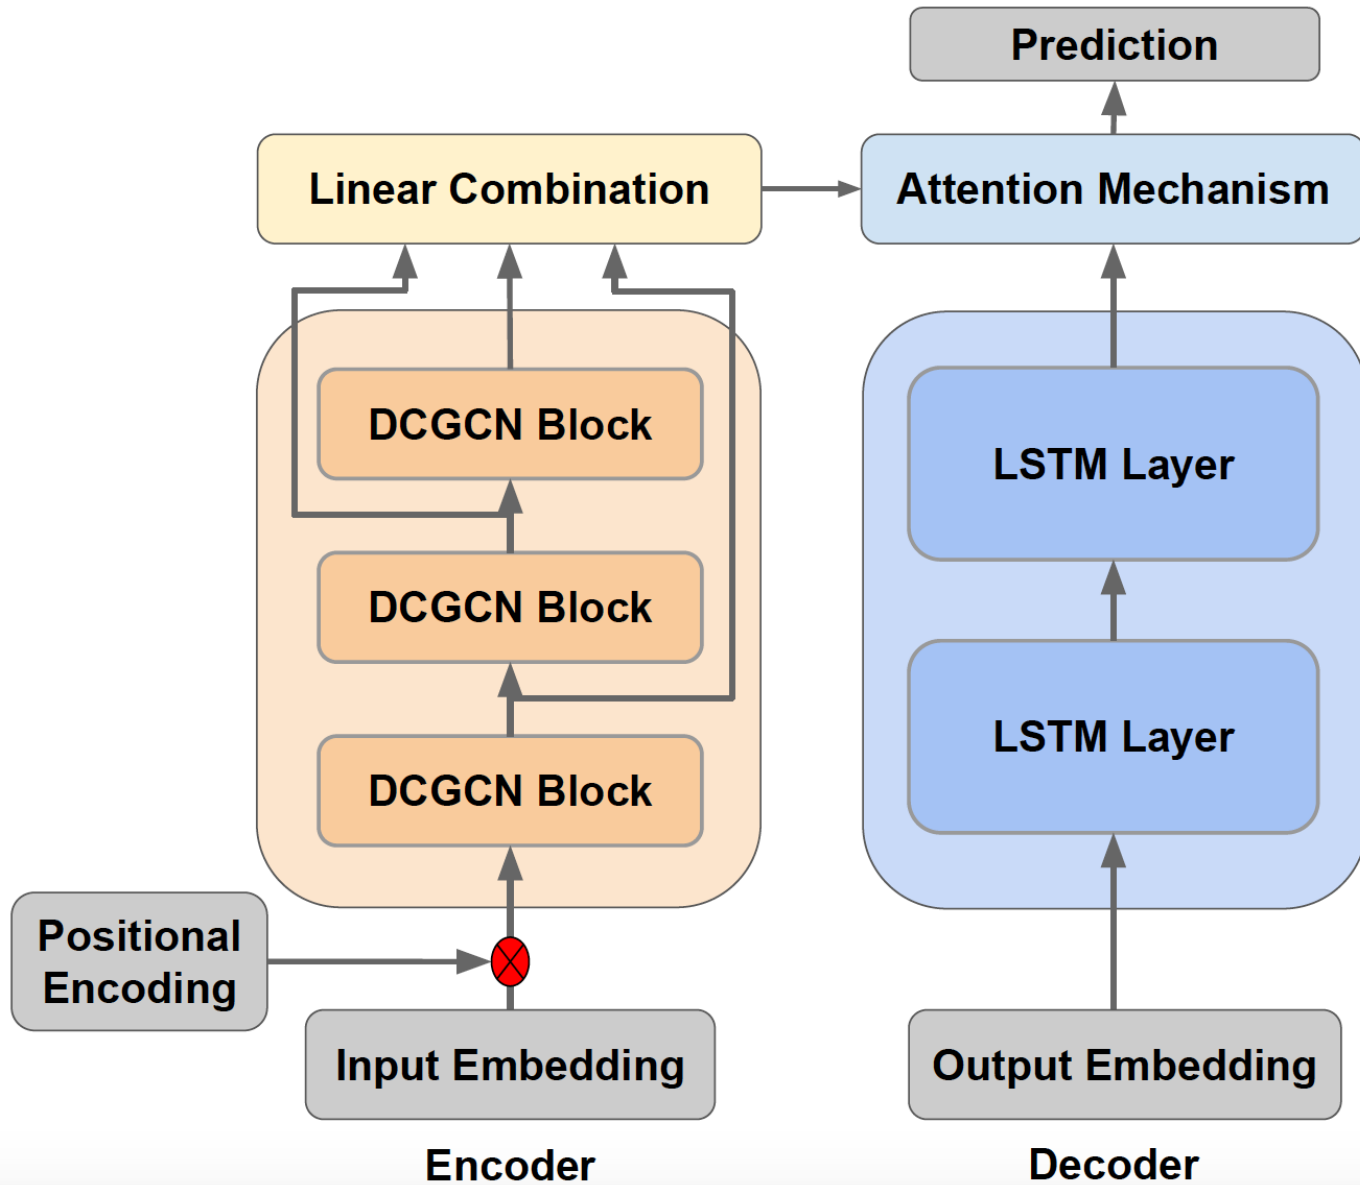 Prediction
Linear Combination
Attention Mechanism
DCGCN Block
DCGCN Block
DCGCN Block
LSTM Layer
LSTM Layer
Positional
Encoding
Input Embedding
Output Embedding
Encoder
Decoder